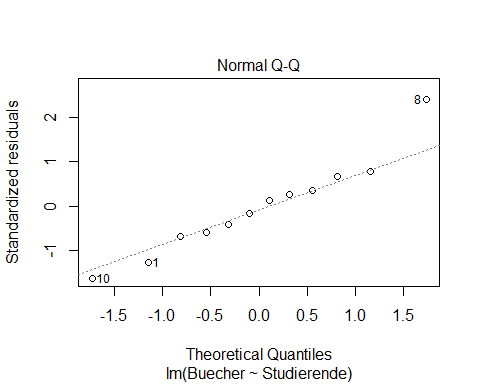 Normal Q-Q
Standardized residuals
2
1
0
-1
8
1
10
-1.5 -1.0 -0.5 0.0 0.5 1.0 1.5
Theoretical Quantiles
lm(Buecher ~ Studierende)